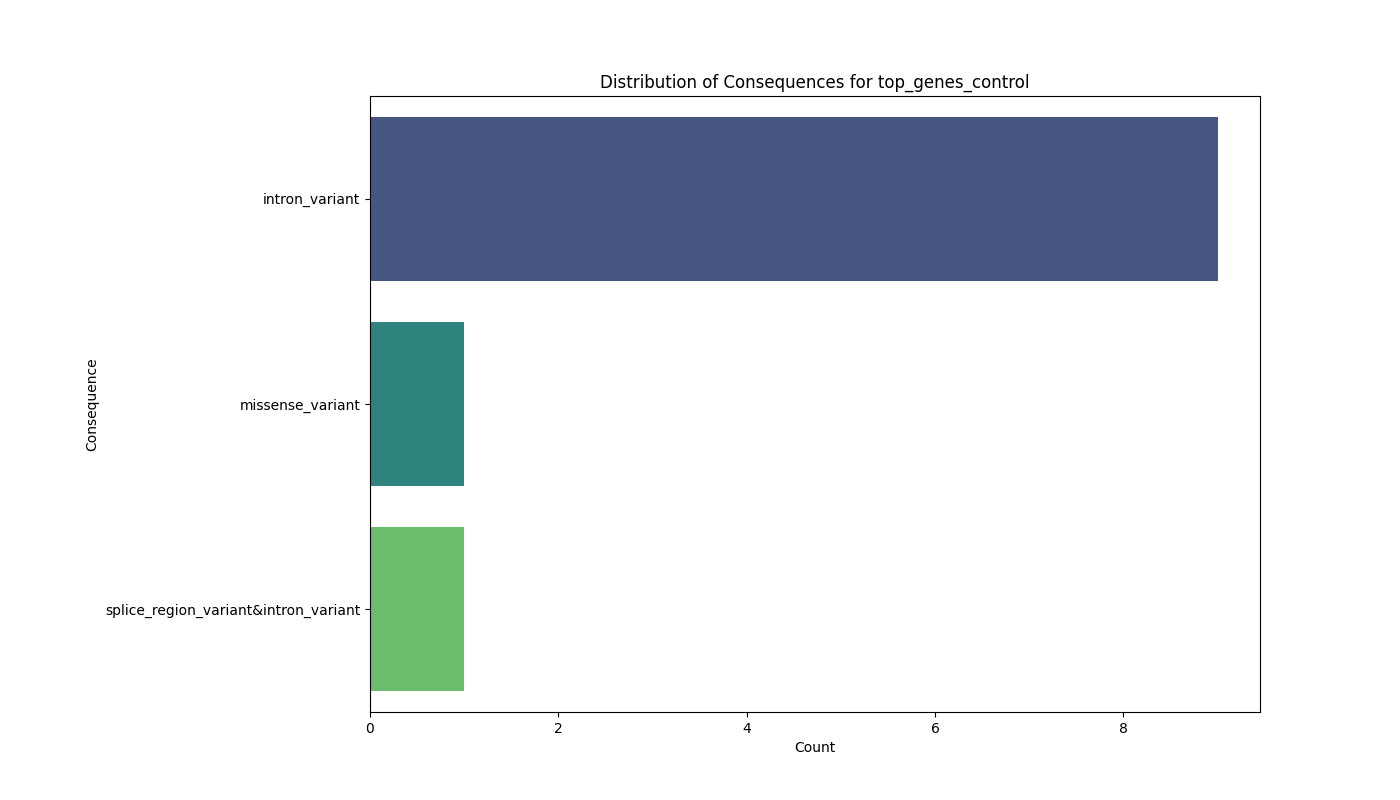 Distribution of Consequences for top_genes_control
intron_variant
missense_variant
splice_region_variant&intron_variant
Consequence
0 2 4 6 8
Count